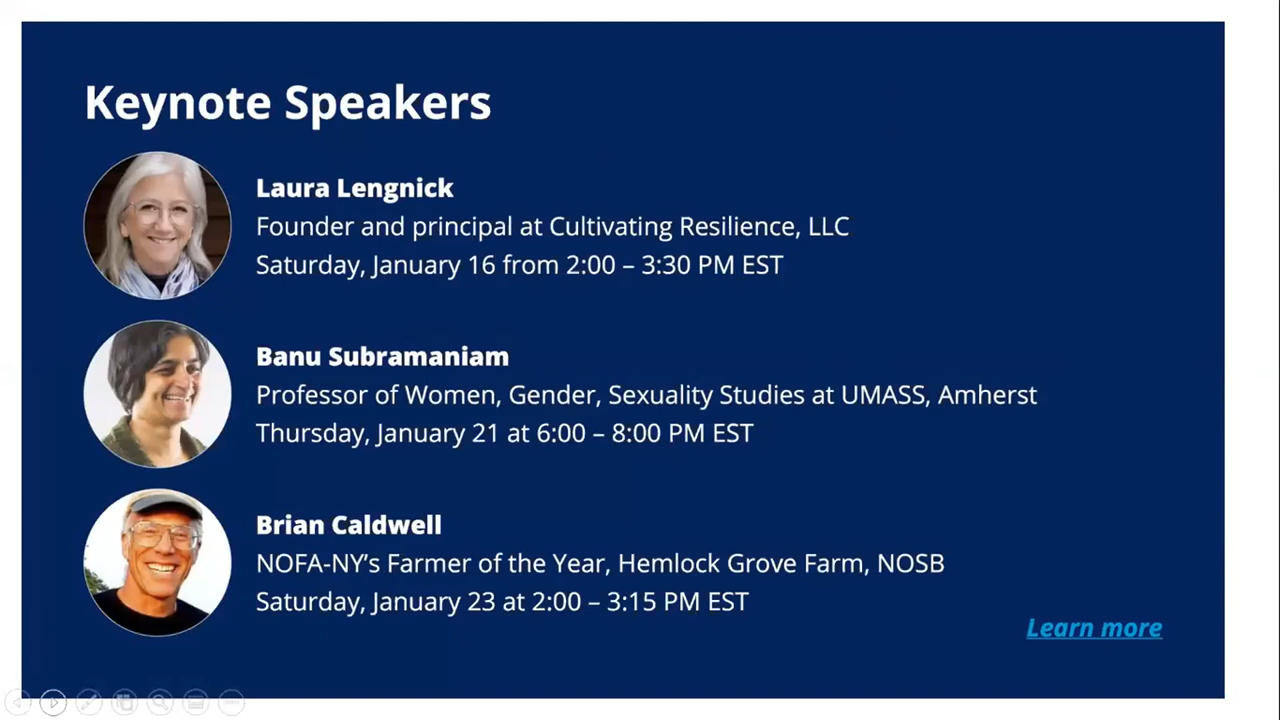 Keynote Speakers
Laura Lengnick
Founder and principal at Cultivating Resilience, LLC
Saturday, January 16 from 2:00 – 3:30 PM EST
Banu Subramaniam
Professor of Women, Gender, Sexuality Studies at UMASS, Amherst
Thursday, January 21 at 6:00 – 8:00 PM EST
Brian Caldwell
NOFA-NY’s Farmer of the Year, Hemlock Grove Farm, NOSB
Saturday, January 23 at 2:00 – 3:15 PM EST
Learn more